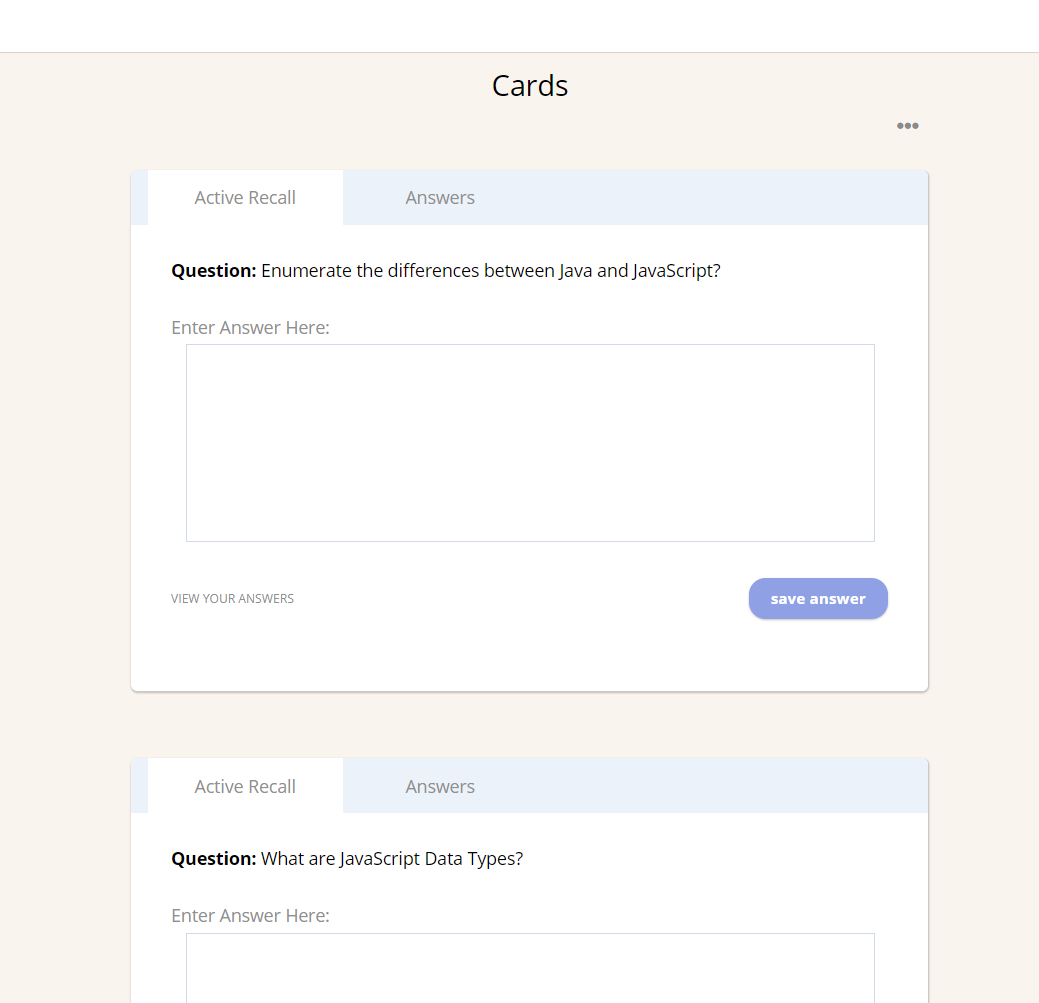 Cards
Active Recall
Answers
Question: Enumerate the differences between Java and JavaScript?
Enter Answer Here:
VIEW YOUR ANSWERS
save answer
Active Recall
Answers
Question: What are JavaScript Data Types?
Enter Answer Here: